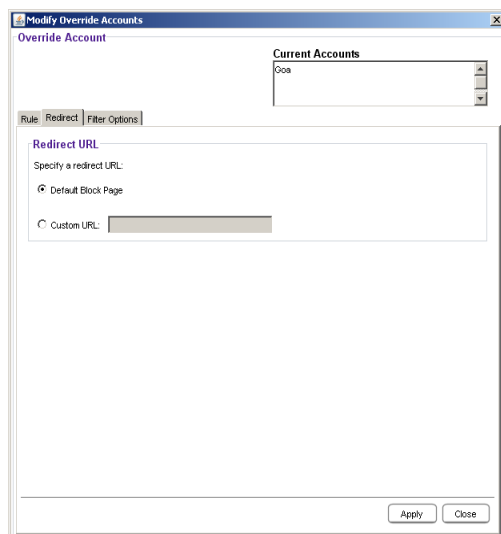 Modify Override Accounts
Override Account
Current Accounts
Goa
Rule Redirect Filter Options
Redirect URL
Specify a redirect URL:
Default Block Page
Custom URL:
Apply Close